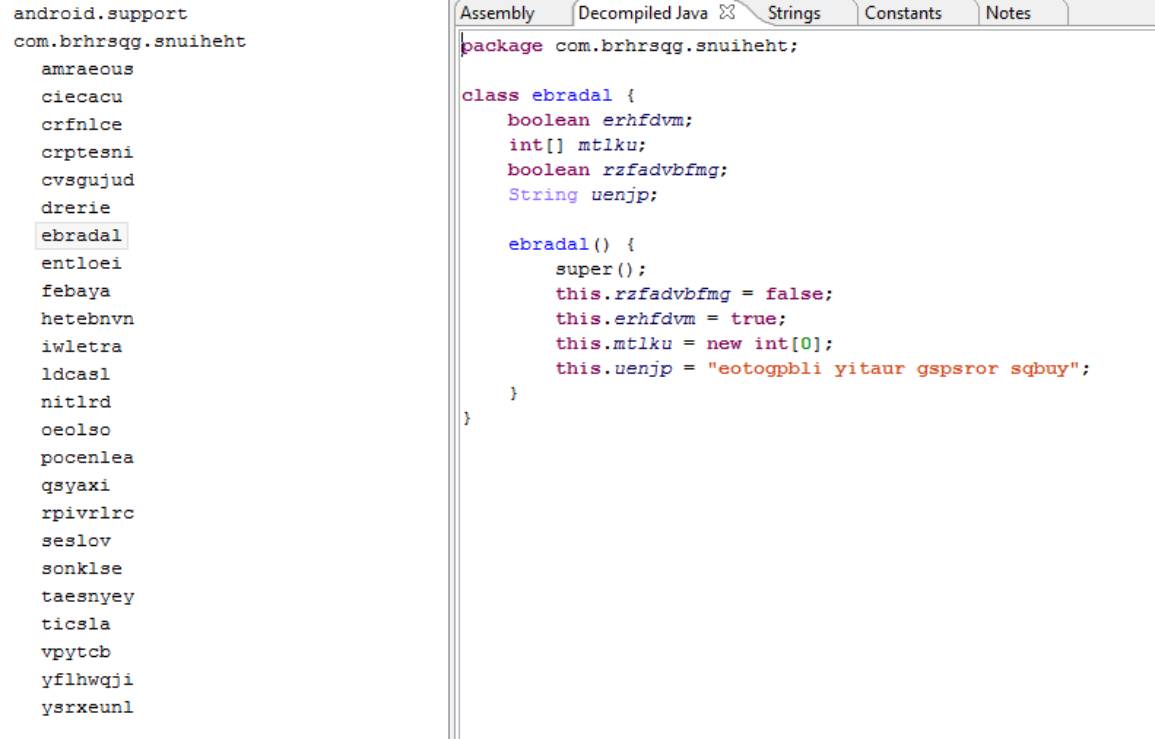 android.support
com.brhrsqg.snuiheht
amraeous
ciecacu
crfnlce
crptesni
cvsgujud
drerie
ebradal
entloei
febaya
hetebnvn
iwletra
ldcasl
nitlrd
oeolso
pocenlea
qsyaxi
rpivrlrc
seslov
sonklse
taesnyey
ticsla
vpytcb
yflhwqji
ysrxeunl
Assembly Decompiled Java Strings Constants Notes
package com.brhrsqg.snuiheht;
class ebradal {
boolean erhfdvm;
int[] mtlku;
boolean rzfadvbfmg;
String uenjp;
ebradal() {
super();
this.rzfadvbfmg = false;
this.erhfdvm = true;
this.mtlku = new int[0];
this.uenjp = "eotogpbli yitaur gspsror sqbuy";
}
}